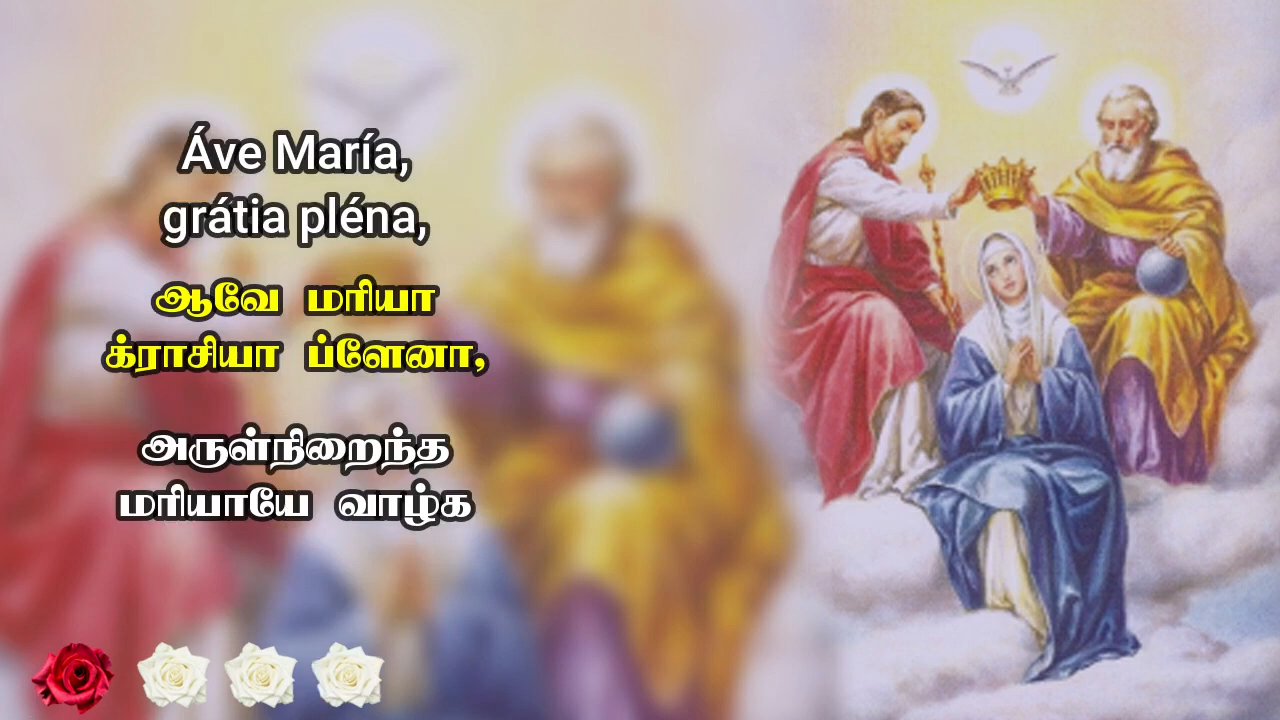 Áve María,
grátia pléna,
ஆவே மரியா
க்ராசியா ப்ளேனா,
அருள்நிறைந்த
மரியாயே வாழ்க